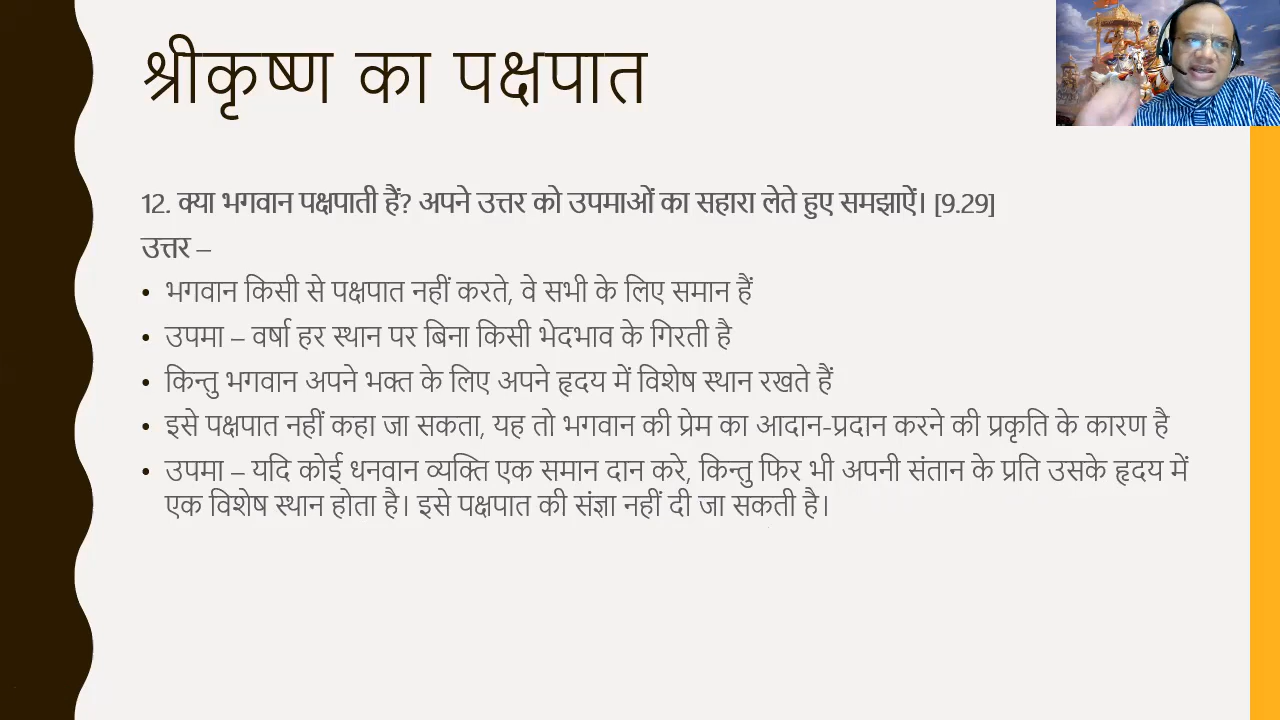 श्रीकृष्ण का पक्षपात
12. क्या भगवान पक्षपाती हैं? अपने उत्तर को उपमाओं का सहारा लेते हुए समझाऐं। [9.29]
उत्तर –
• भगवान किसी से पक्षपात नहीं करते, वे सभी के लिए समान हैं
• उपमा – वर्षा हर स्थान पर बिना किसी भेदभाव के गिरती है
• किन्तु भगवान अपने भक्त के लिए अपने हृदय में विशेष स्थान रखते हैं
• इसे पक्षपात नहीं कहा जा सकता, यह तो भगवान की प्रेम का आदान-प्रदान करने की प्रकृति के कारण है
• उपमा – यदि कोई धनवान व्यक्ति एक समान दान करे, किन्तु फिर भी अपनी संतान के प्रति उसके हृदय में
एक विशेष स्थान होता है। इसे पक्षपात की संज्ञा नहीं दी जा सकती है।